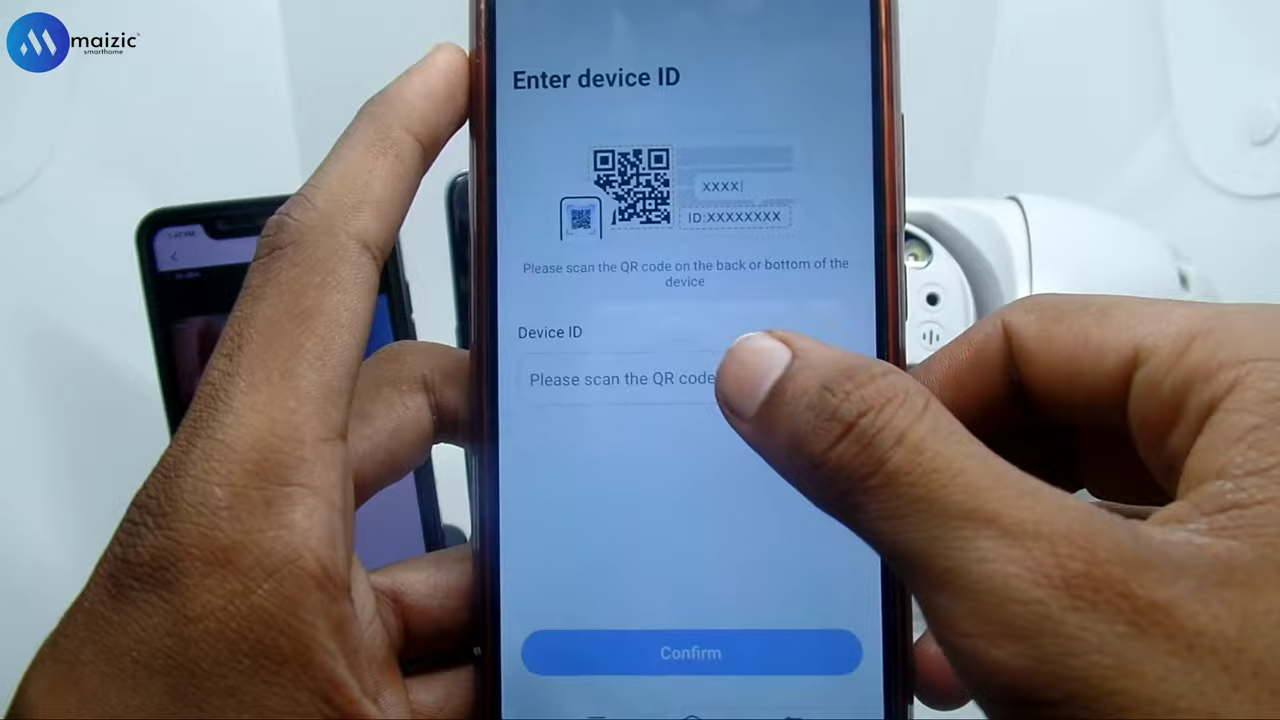 maizic
smarthome
Enter device ID
XXXX
ID:XXXXXXXX
Please scan the QR code on the back or bottom of the
device
Device ID
Please scan the QR code
Confirm